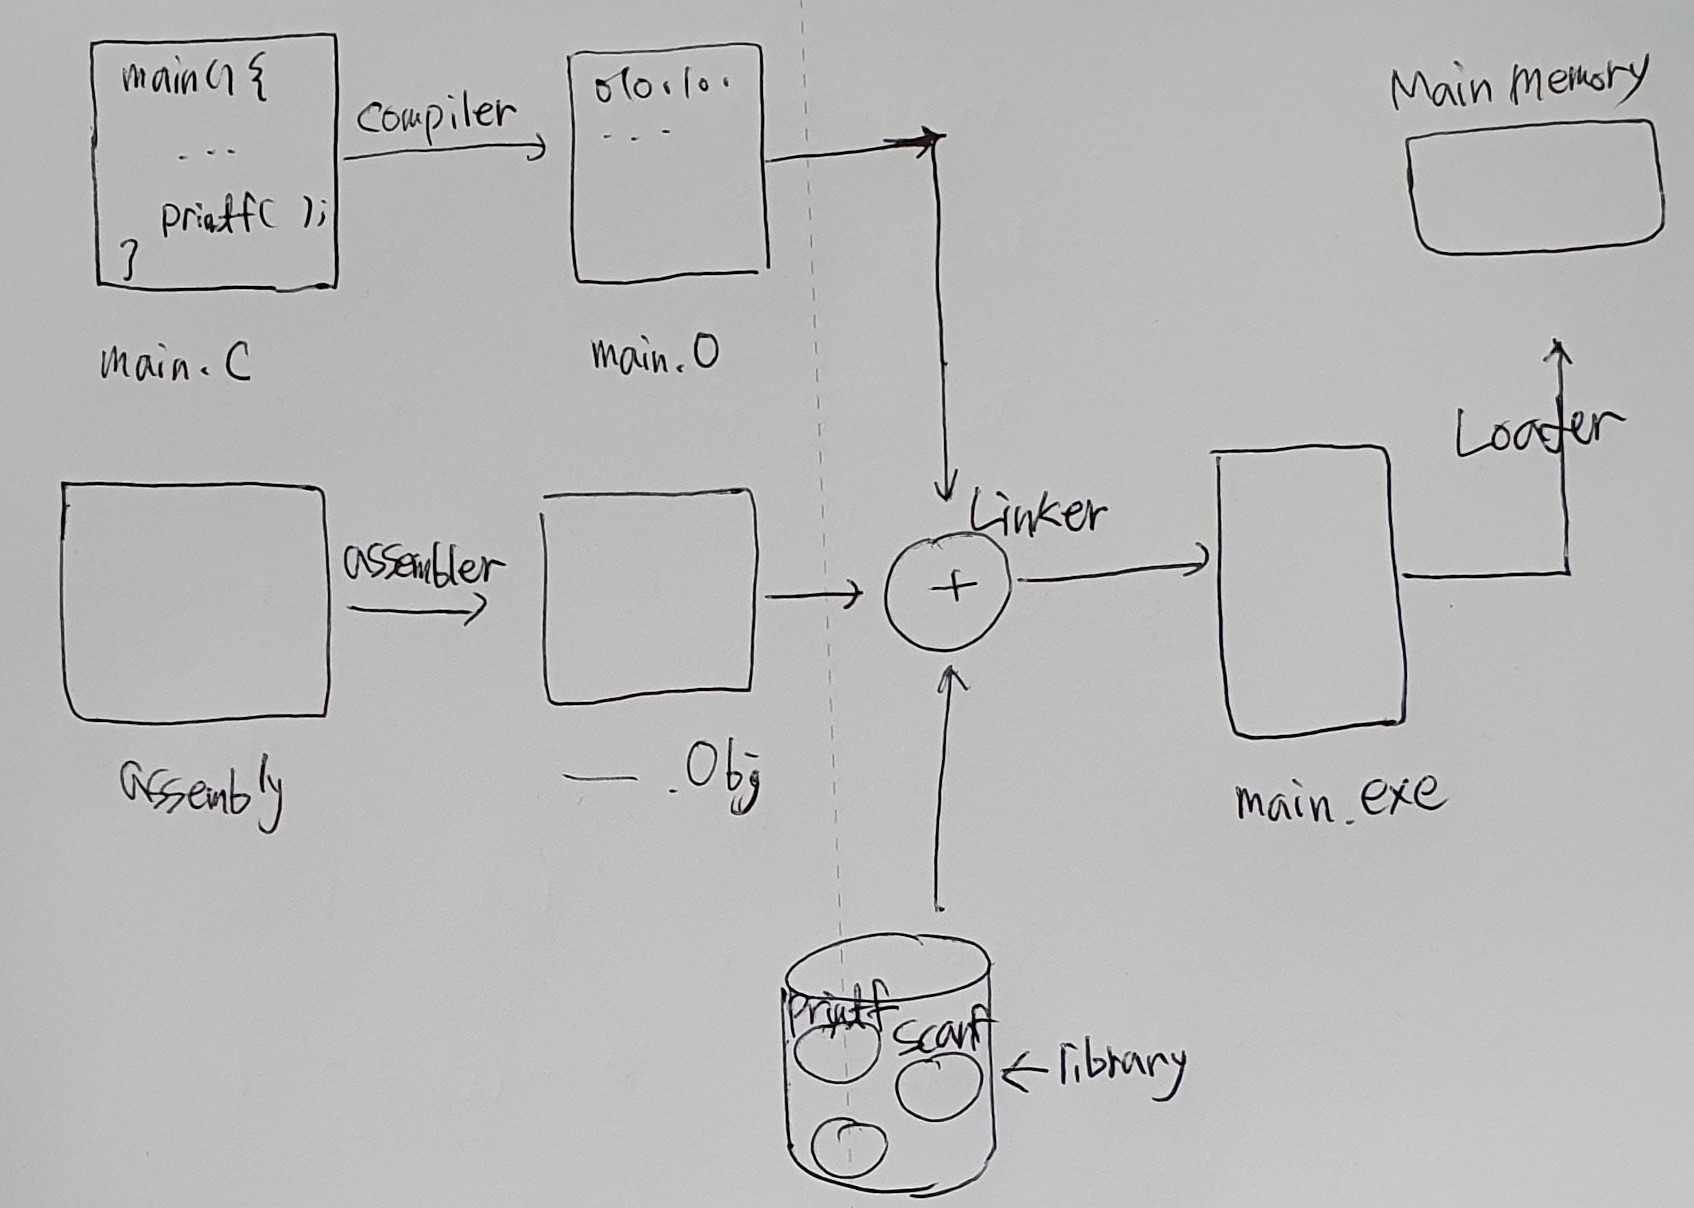 main() {
...
printf( );
}
main.C
compiler
010.10.
...
main.O
Main Memory
Loader
assembly
assembler
—— .Obj
Linker
+
main.exe
printf
scanf
library